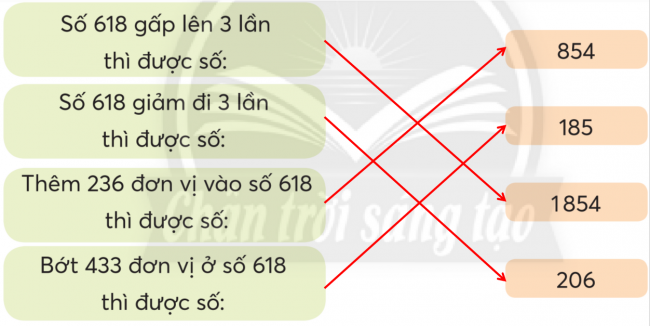 Số 618 gấp lên 3 lần
thì được số:
854
Số 618 giảm đi 3 lần
thì được số:
185
Thêm 236 đơn vị vào số 618
thì được số:
1 854
Bớt 433 đơn vị ở số 618
thì được số:
206
Chân trời sáng tạo